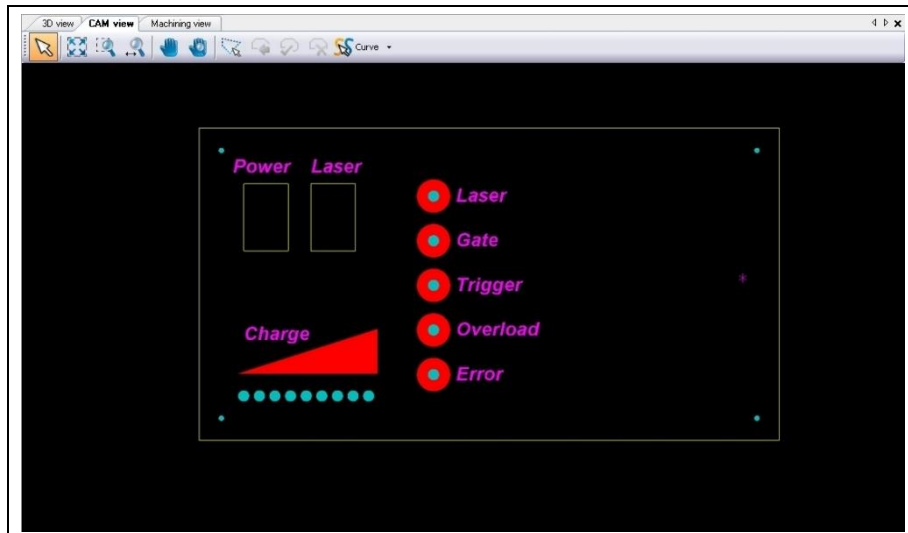 3D view CAM view Machining view
Curve
Power Laser
Laser
Gate
Trigger
Charge
Overload
Error